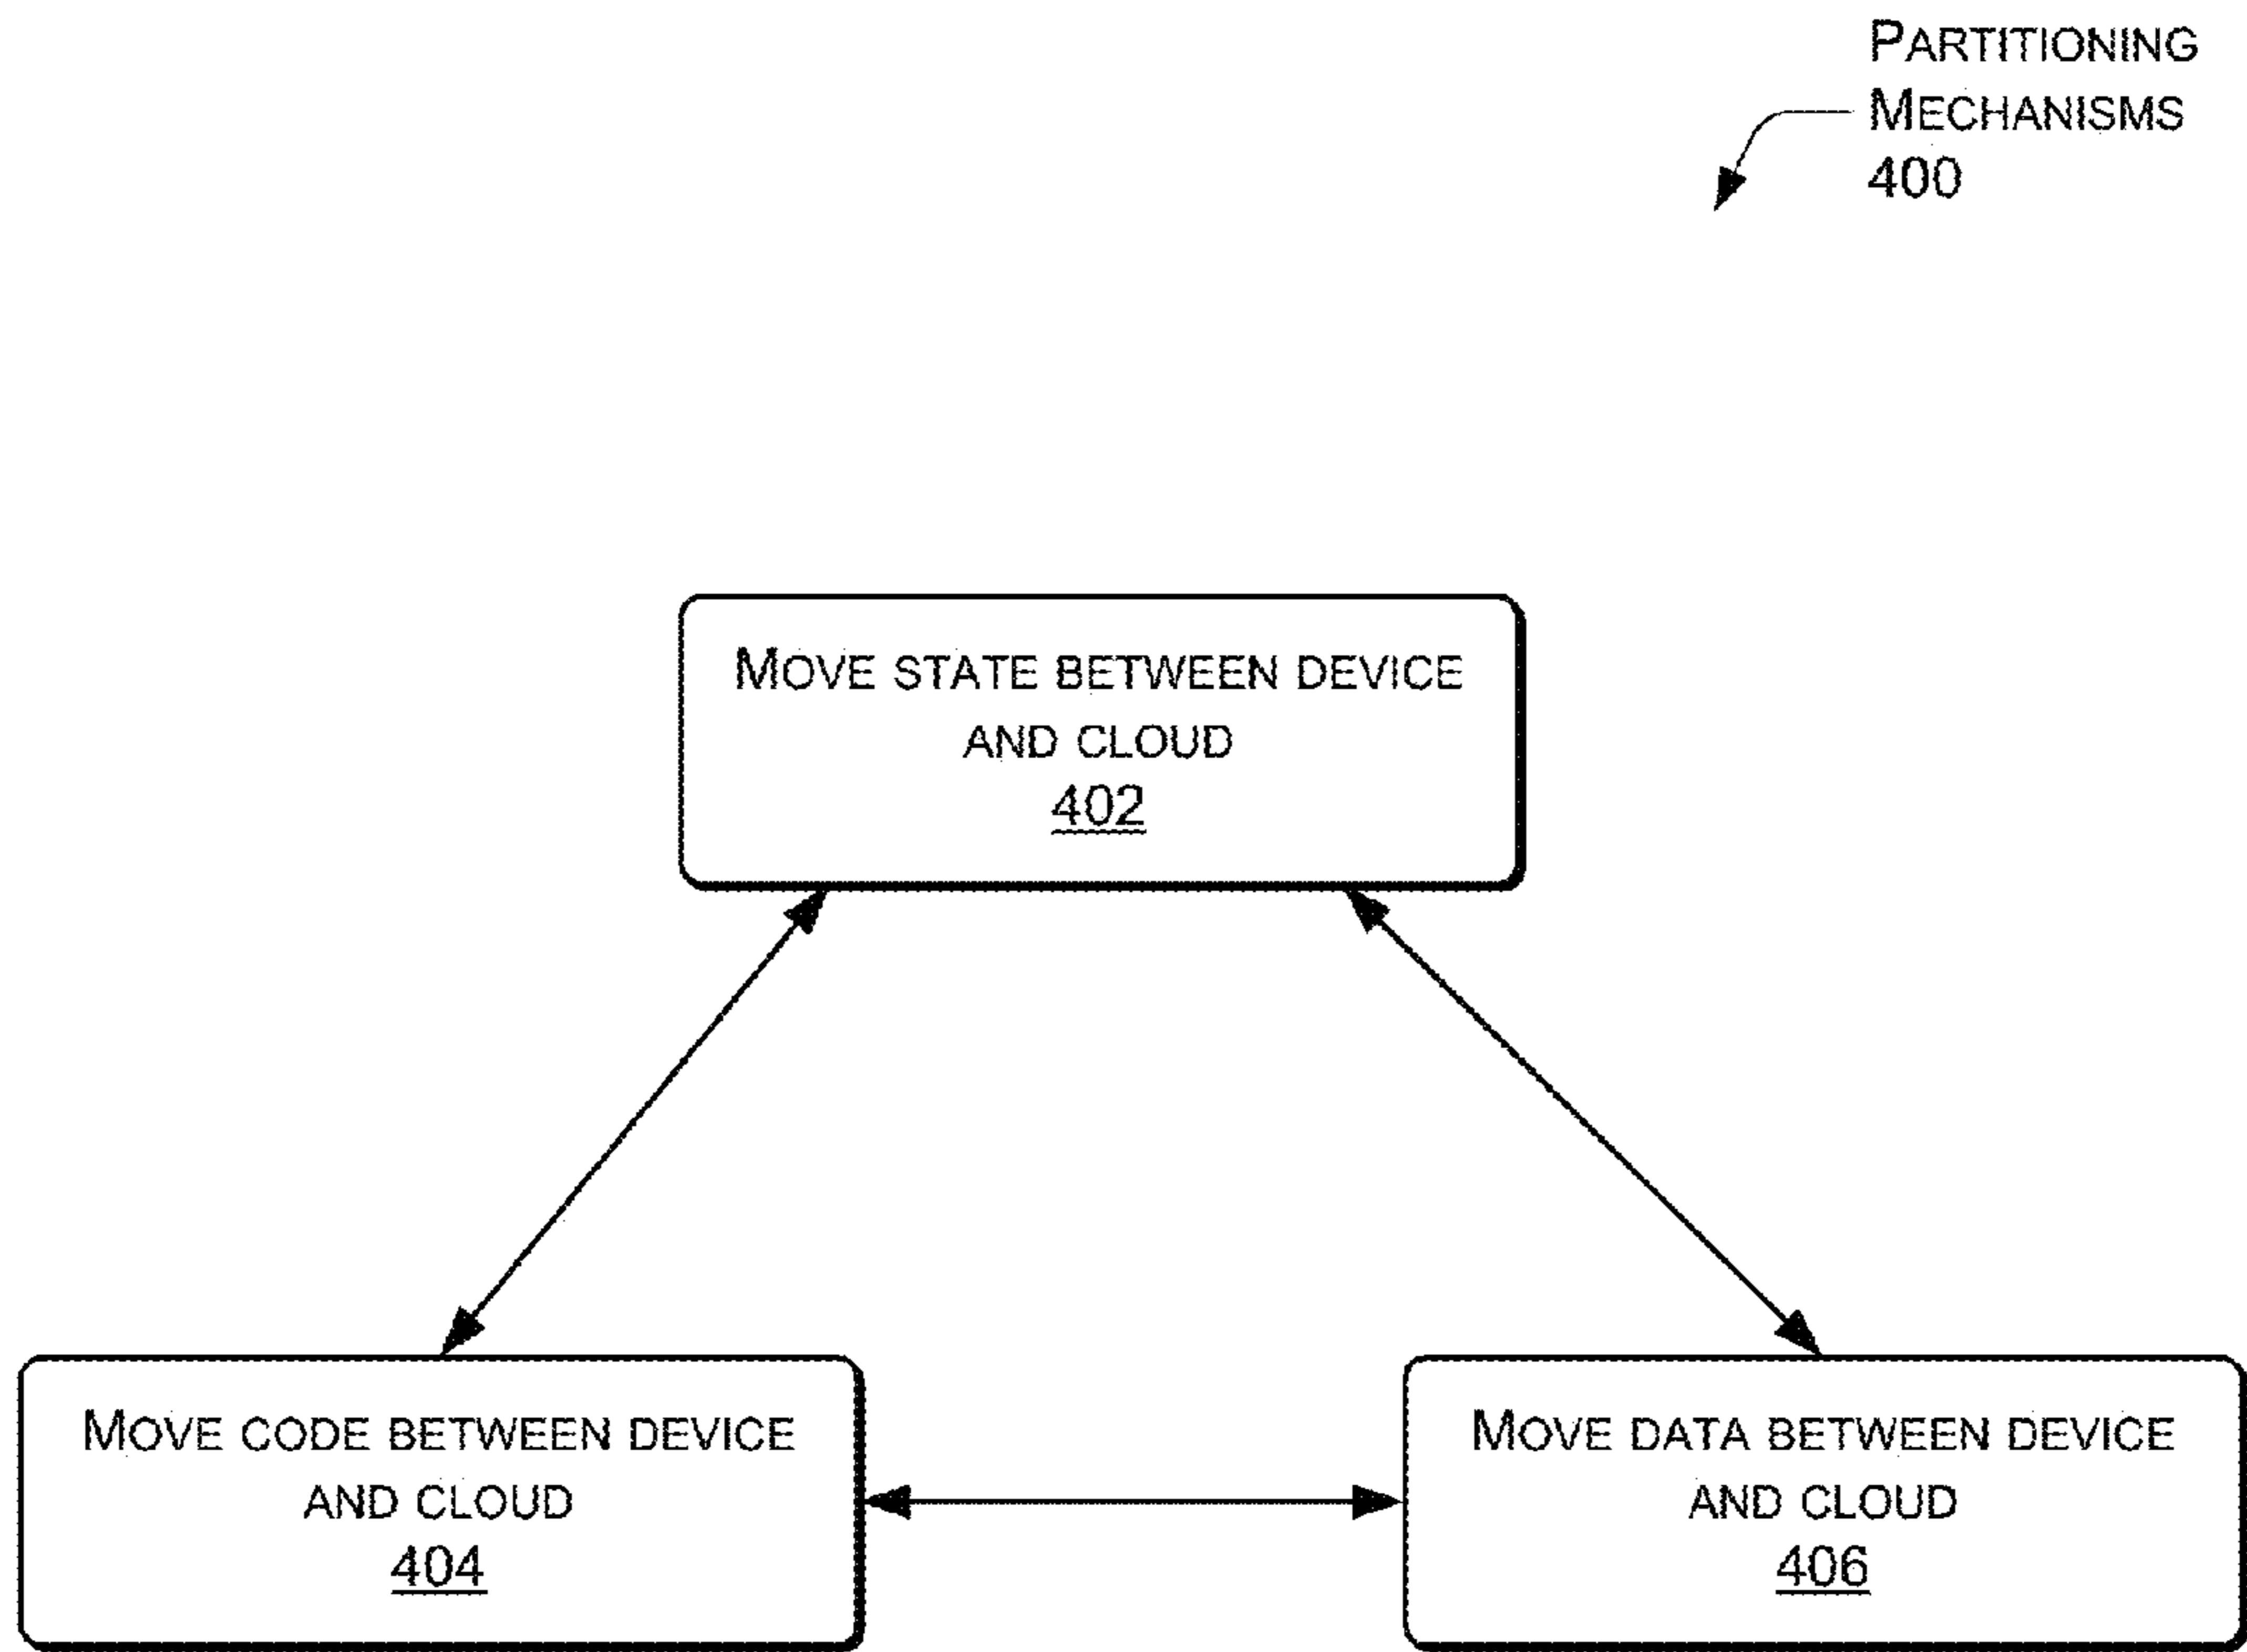 PARTITIONING
MECHANISMS
400
MOVE STATE BETWEEN DEVICE
AND CLOUD
402
MOVE CODE BETWEEN DEVICE
AND CLOUD
404
MOVE DATA BETWEEN DEVICE
AND CLOUD
406